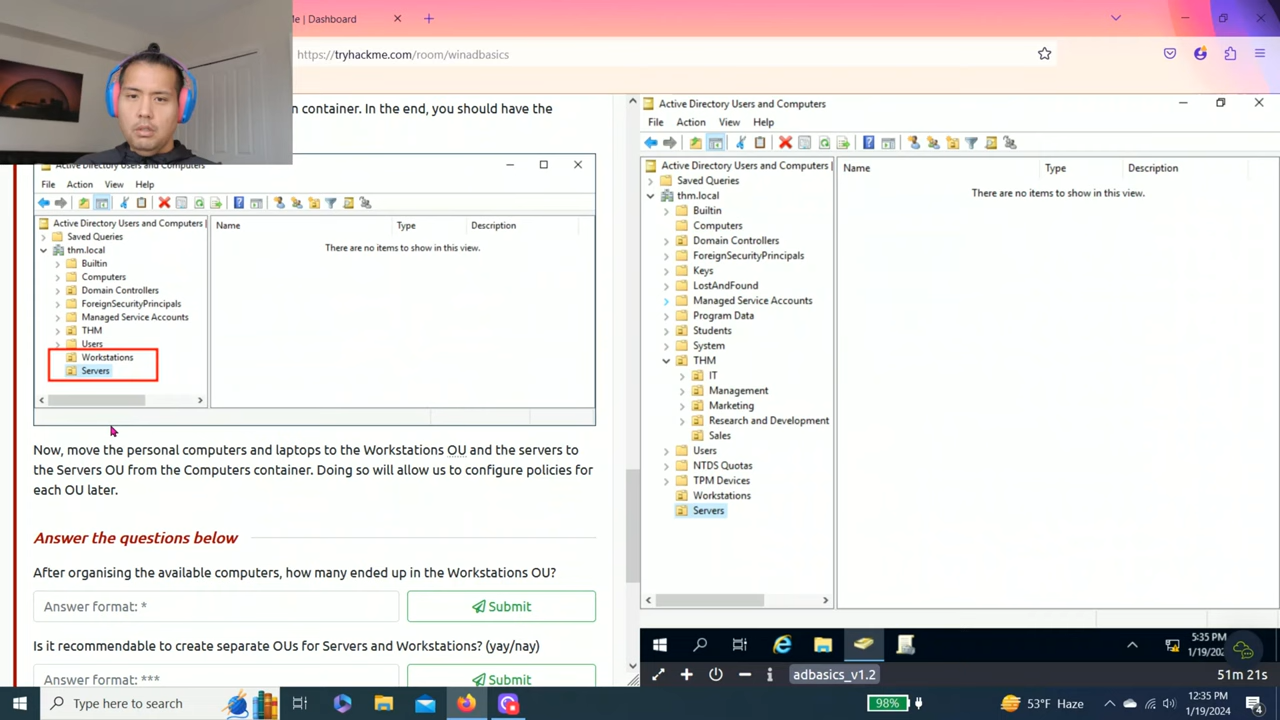 Me | Dashboard
https://tryhackme.com/room/winadbasics
n container. In the end, you should have the
Active Directory Users and Computers
File Action View Help
Active Directory Users and Computers
Saved Queries
thm.local
Builtin
Computers
Domain Controllers
ForeignSecurityPrincipals
Managed Service Accounts
THM
Users
Workstations
Servers
Name Type Description
There are no items to show in this view.
Now, move the personal computers and laptops to the Workstations OU and the servers to
the Servers OU from the Computers container. Doing so will allow us to configure policies for
each OU later.
Answer the questions below
After organising the available computers, how many ended up in the Workstations OU?
Answer format: *
Submit
Is it recommendable to create separate OUs for Servers and Workstations? (yay/nay)
Answer format: ***
Submit
Active Directory Users and Computers
File Action View Help
Active Directory Users and Computers
Saved Queries
thm.local
Builtin
Computers
Domain Controllers
ForeignSecurityPrincipals
Keys
LostAndFound
Managed Service Accounts
Program Data
Students
System
THM
IT
Management
Marketing
Research and Development
Sales
Users
NTDS Quotas
TPM Devices
Workstations
Servers
Name Type Description
There are no items to show in this view.
5:35 PM
1/19/202
adbasics_v1.2
51m 21s
Type here to search
98%
53°F Haze
12:35 PM
1/19/2024
4